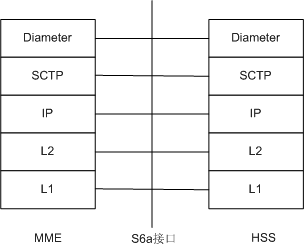 Diameter Diameter
SCTP SCTP
IP IP
L2 L2
L1 L1
MME S6a接口 HSS